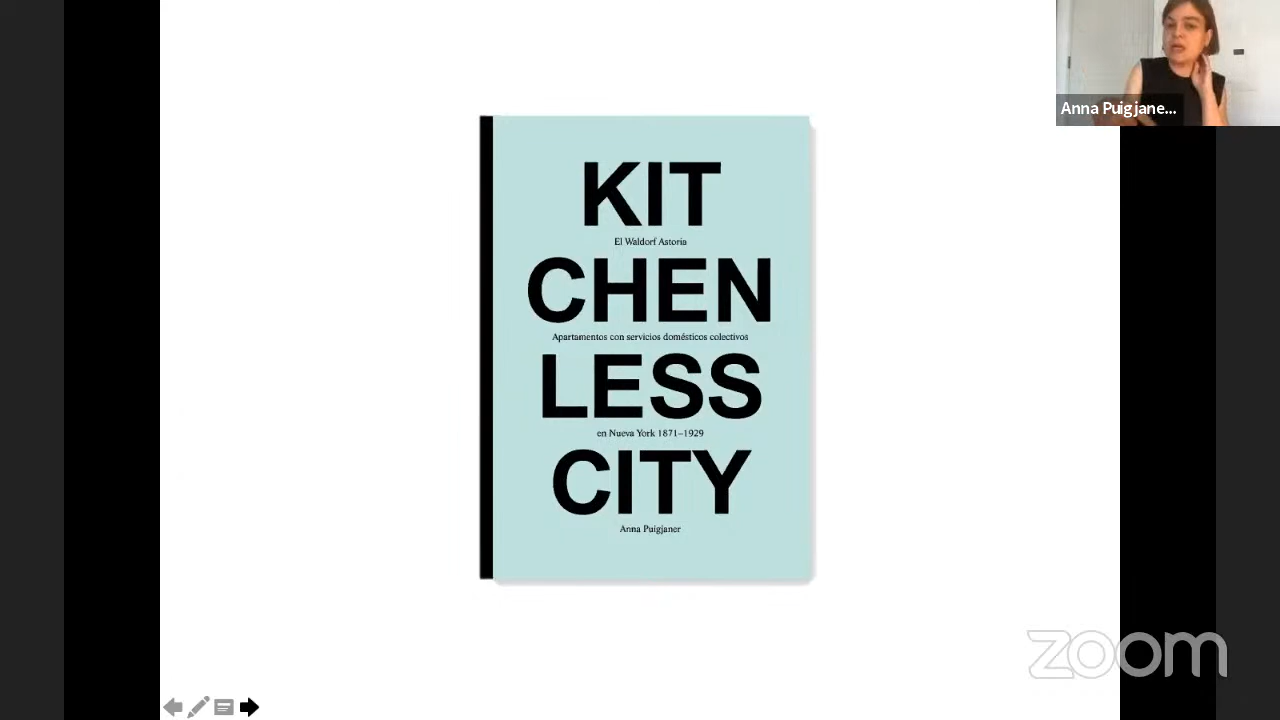 Anna Puigjane...
KIT
El Waldorf Astoria
CHEN
Apartamentos con servicios domésticos colectivos
LESS
en Nueva York 1871–1929
CITY
Anna Puigjaner
zoom